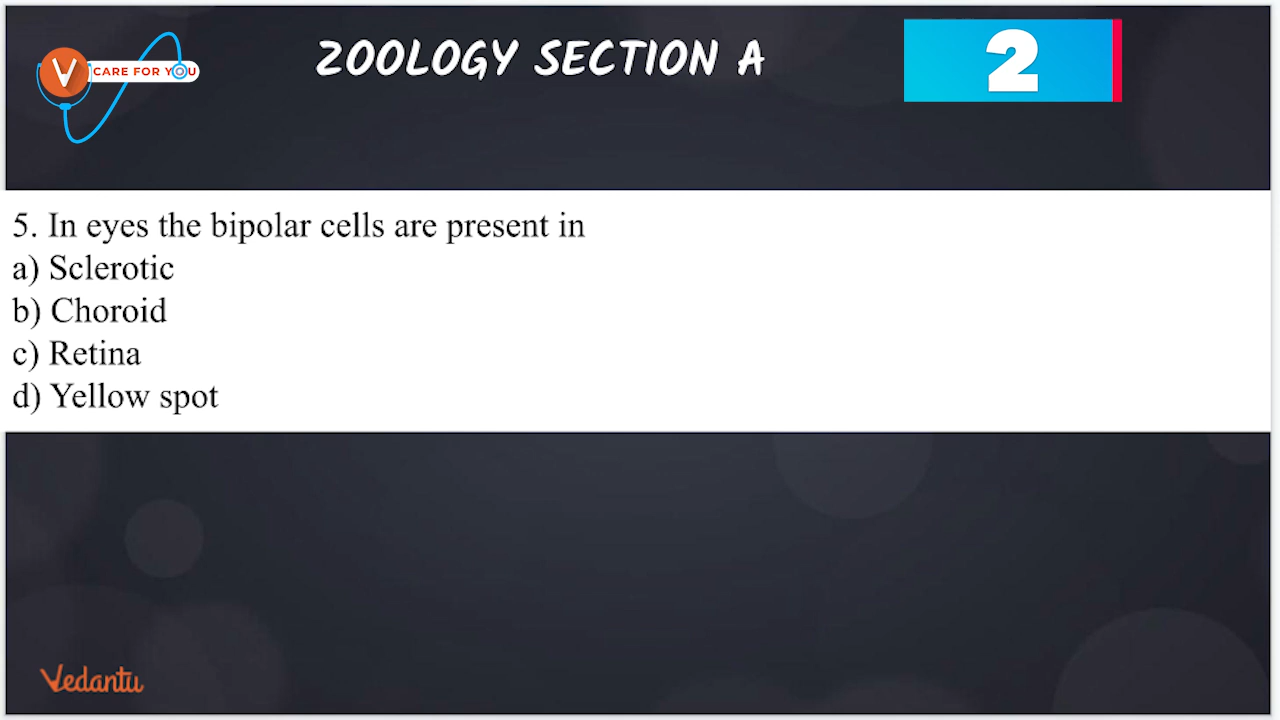 ZOOLOGY SECTION A
2
V CARE FOR YOU
5. In eyes the bipolar cells are present in
a) Sclerotic
b) Choroid
c) Retina
d) Yellow spot
Vedantu